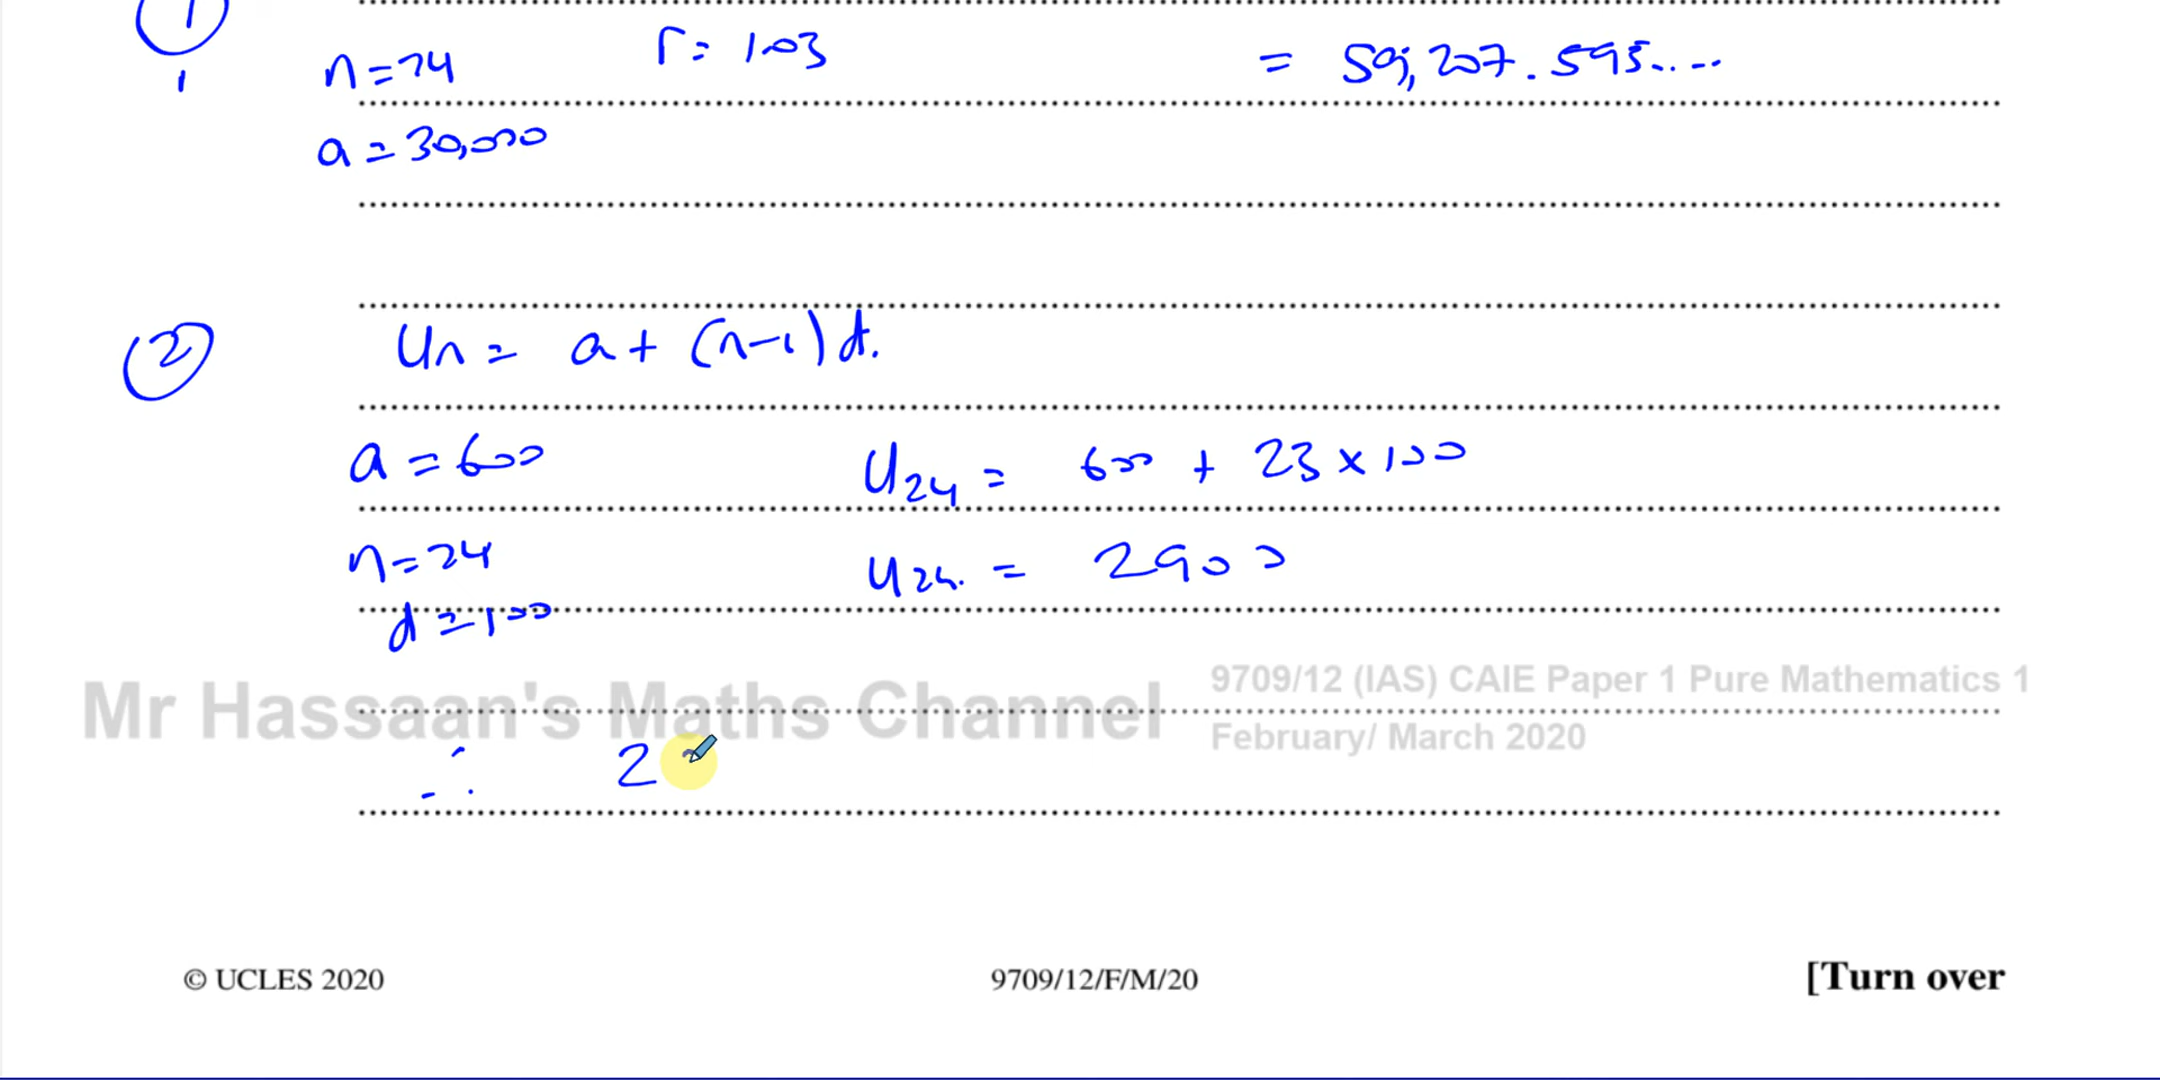 1
n=24 r= 1.03 = 59,207.595.....
1
a = 30,000
2 Un = a + (n-1)d.
a = 600 U24 = 600 + 23 x 100
n=24 U24. = 2900
d = 100
Mr Hassaan's Maths Channel 9709/12 (IAS) CAIE Paper 1 Pure Mathematics 1
February/ March 2020
∴ 2
© UCLES 2020 9709/12/F/M/20 [Turn over